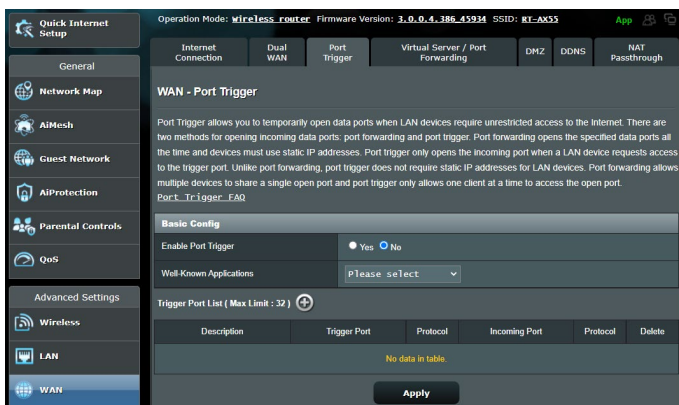 Quick Internet
Setup
General
Network Map
AiMesh
Guest Network
AiProtection
Parental Controls
QoS
Advanced Settings
Wireless
LAN
WAN
Operation Mode: Wireless router Firmware Version: 3.0.0.4.386_45934 SSID: RT-AX55 App
Internet Connection Dual WAN Port Trigger Virtual Server / Port Forwarding DMZ DDNS NAT Passthrough
WAN - Port Trigger
Port Trigger allows you to temporarily open data ports when LAN devices require unrestricted access to the Internet. There are
two methods for opening incoming data ports: port forwarding and port trigger. Port forwarding opens the specified data ports all
the time and devices must use static IP addresses. Port trigger only opens the incoming port when a LAN device requests access
to the trigger port. Unlike port forwarding, port trigger does not require static IP addresses for LAN devices. Port forwarding allows
multiple devices to share a single open port and port trigger only allows one client at a time to access the open port.
Port Trigger FAQ
Basic Config
Enable Port Trigger Yes No
Well-Known Applications Please select
Trigger Port List ( Max Limit : 32 )
Description Trigger Port Protocol Incoming Port Protocol Delete
No data in table.
Apply